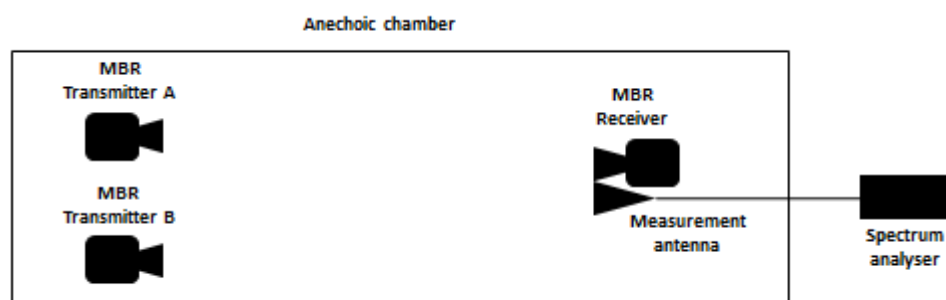 Anechoic chamber
MBR
Transmitter A
MBR
Receiver
MBR
Transmitter B
Measurement
antenna
Spectrum
analyser